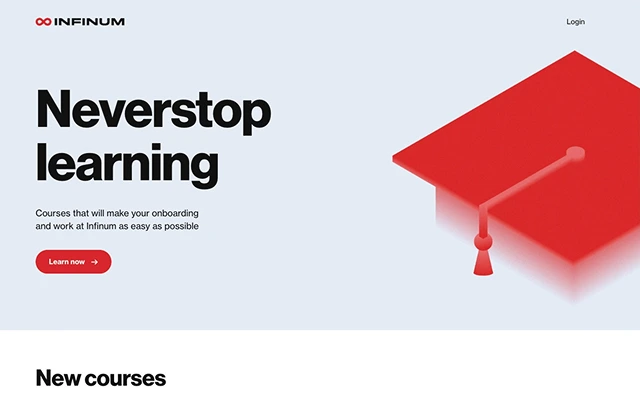 INFINUM
Login
Neverstop
learning
Courses that will make your onboarding
and work at Infinum as easy as possible
Learn now →
New courses